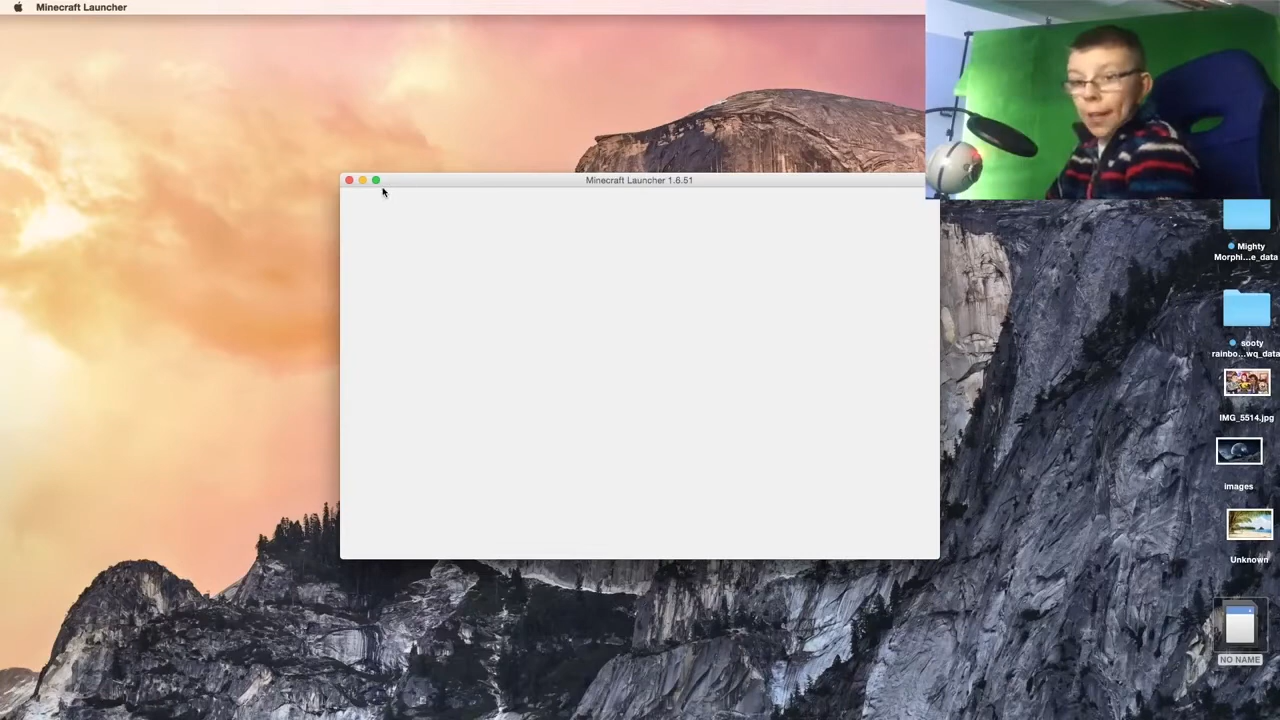 Minecraft Launcher
Minecraft Launcher 1.6.51
Mighty
Morphi...e_data
sooty
rainbo...wq_data
IMG_5514.jpg
images
Unknown
NO NAME